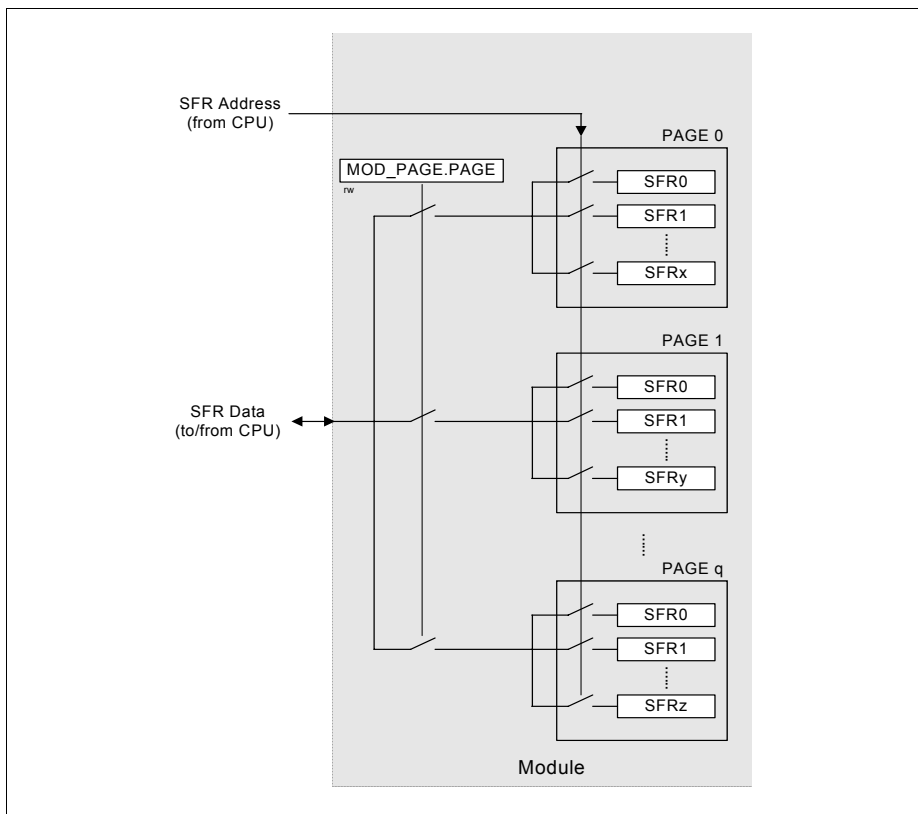 SFR Address
(from CPU)
PAGE 0
MOD_PAGE.PAGE
rw
SFR0
SFR1
SFRx
PAGE 1
SFR0
SFR Data
(to/from CPU)
SFR1
SFRy
PAGE q
SFR0
SFR1
SFRz
Module